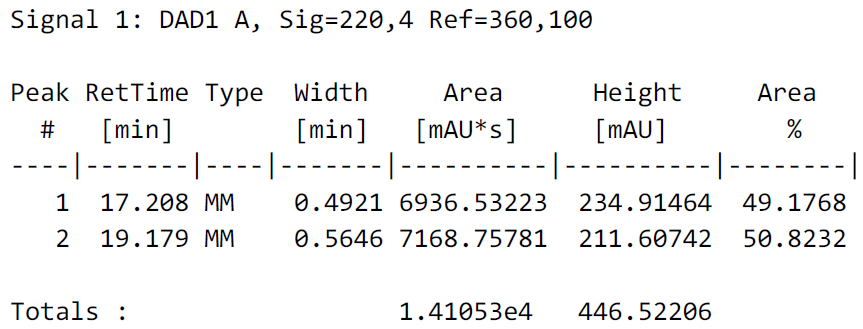 Signal 1: DAD1 A, Sig=220,4 Ref=360,100
Peak RetTime Type  Width     Area      Height     Area
  #   [min]        [min]   [mAU*s]     [mAU]        %
----|-------|----|-------|----------|----------|--------|
   1  17.208 MM    0.4921 6936.53223  234.91464  49.1768
   2  19.179 MM    0.5646 7168.75781  211.60742  50.8232
Totals :                  1.41053e4  446.52206